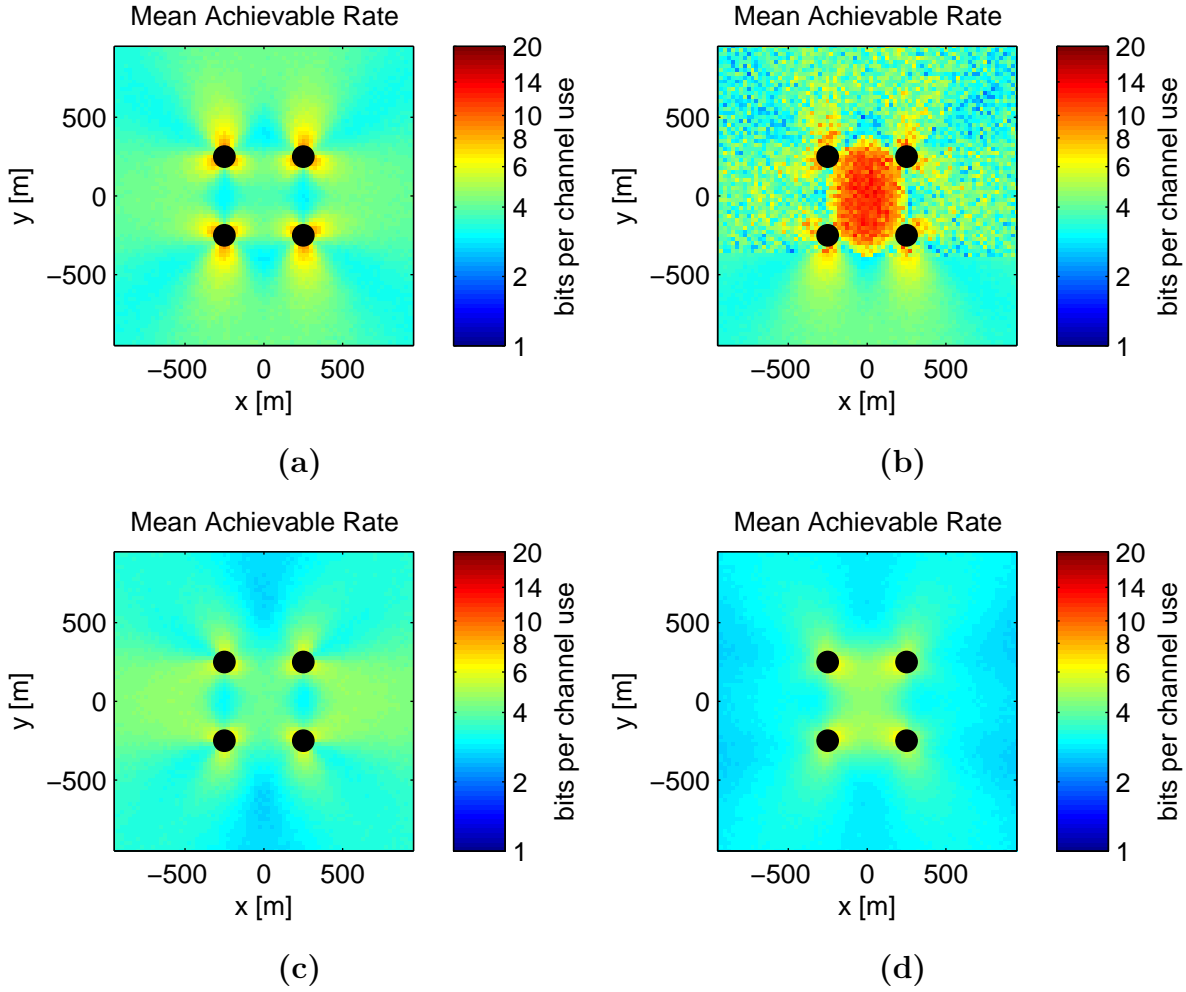 Mean Achievable Rate
500
0
−500
y [m]
−500 0 500
x [m]
20
14
10
8
6
4
2
1
bits per channel use
(a)
Mean Achievable Rate
500
0
−500
y [m]
−500 0 500
x [m]
20
14
10
8
6
4
2
1
bits per channel use
(b)
Mean Achievable Rate
500
0
−500
y [m]
−500 0 500
x [m]
20
14
10
8
6
4
2
1
bits per channel use
(c)
Mean Achievable Rate
500
0
−500
y [m]
−500 0 500
x [m]
20
14
10
8
6
4
2
1
bits per channel use
(d)